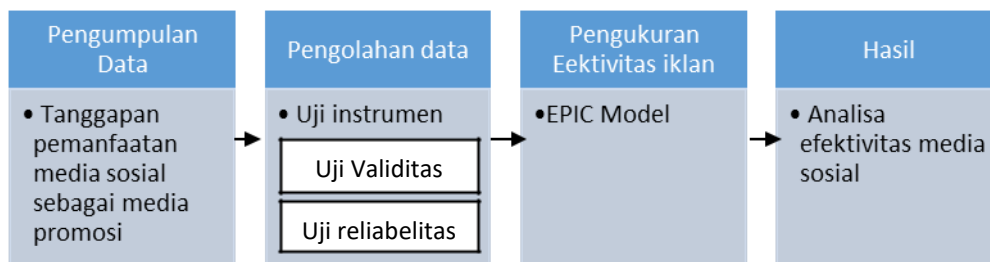 Pengumpulan
Data
• Tanggapan
pemanfaatan
media sosial
sebagai media
promosi
Pengolahan data
• Uji instrumen
Uji Validitas
Uji reliabelitas
Pengukuran
Eektivitas iklan
•EPIC Model
Hasil
• Analisa
efektivitas media
sosial